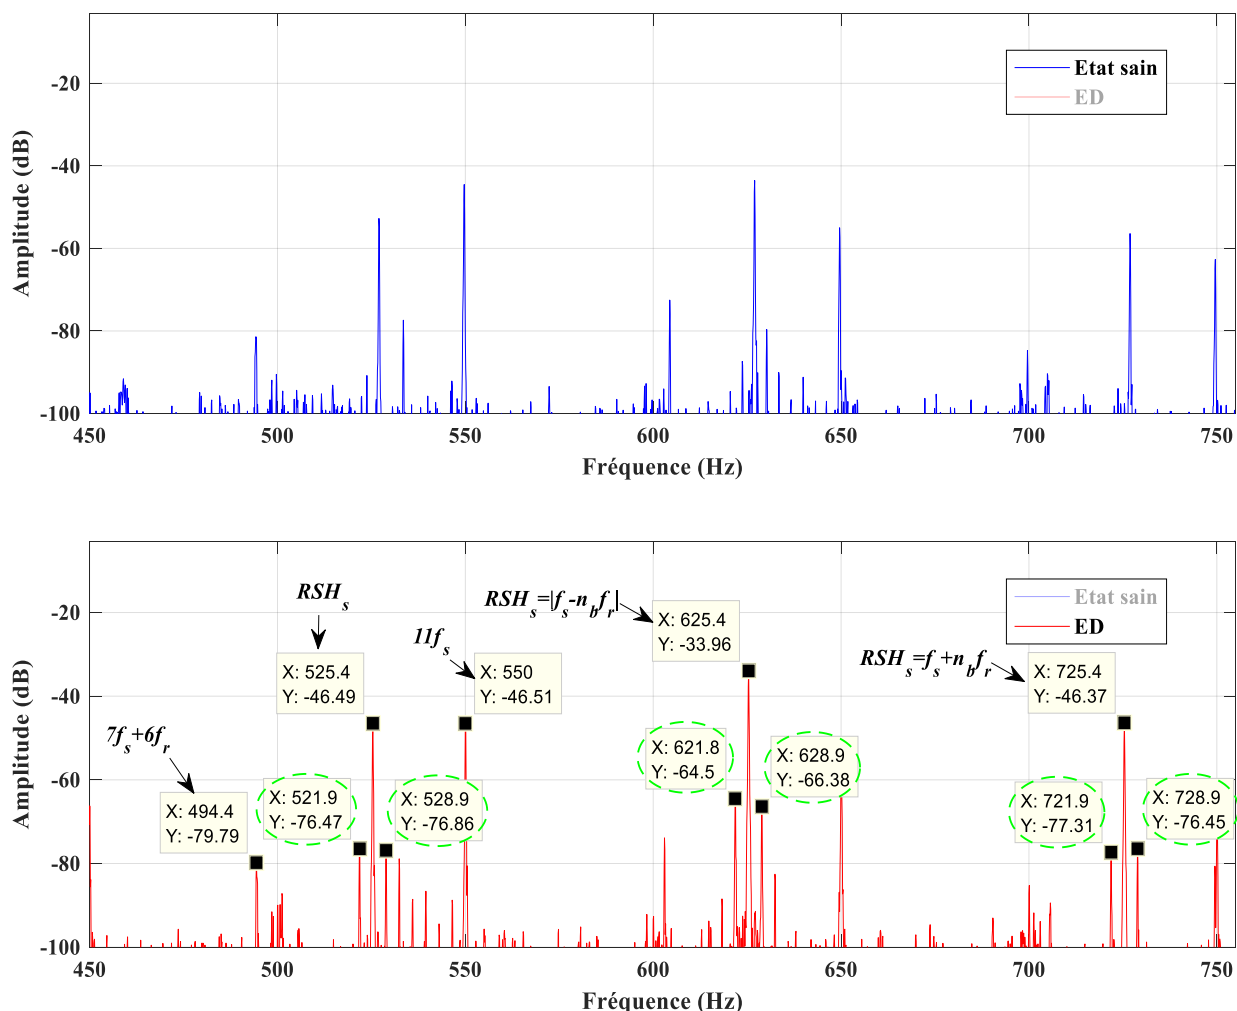 Etat sain
ED
-20
-40
-60
-80
-100
Amplitude (dB)
450 500 550 600 650 700 750
Fréquence (Hz)
Etat sain
ED
RSHs
RSHs=|fs-nbfr|
11fs
RSHs=fs+nbfr
7fs+6fr
X: 525.4
Y: -46.49
X: 550
Y: -46.51
X: 625.4
Y: -33.96
X: 725.4
Y: -46.37
X: 494.4
Y: -79.79
X: 521.9
Y: -76.47
X: 528.9
Y: -76.86
X: 621.8
Y: -64.5
X: 628.9
Y: -66.38
X: 721.9
Y: -77.31
X: 728.9
Y: -76.45
-20
-40
-60
-80
-100
Amplitude (dB)
450 500 550 600 650 700 750
Fréquence (Hz)